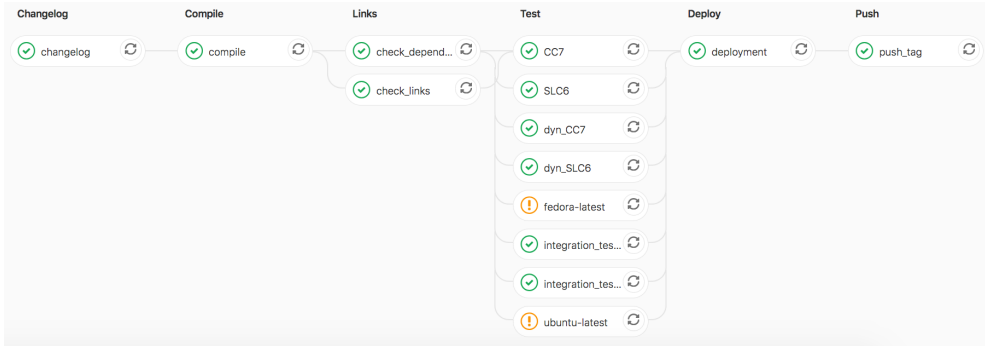 Changelog Compile Links Test Deploy Push
changelog compile check_depend... CC7 deployment push_tag
check_links SLC6
dyn_CC7
dyn_SLC6
fedora-latest
integration_tes...
integration_tes...
ubuntu-latest